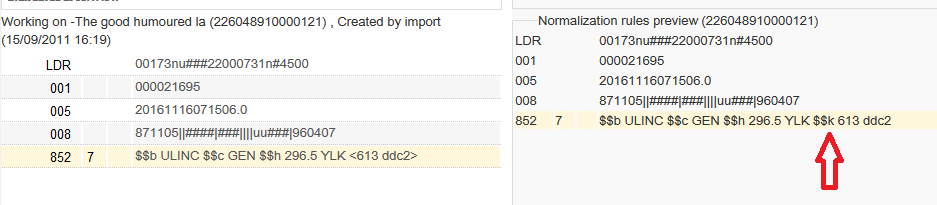 Working on -The good humoured la (226048910000121) , Created by import
(15/09/2011 16:19)
LDR 00173nu###22000731n#4500
001 000021695
005 20161116071506.0
008 871105||####|###||||uu###|960407
852 7 $$b ULINC $$c GEN $$h 296.5 YLK <613 ddc2>
Normalization rules preview (226048910000121)
LDR 00173nu###22000731n#4500
001 000021695
005 20161116071506.0
008 871105||####|###||||uu###|960407
852 7 $$b ULINC $$c GEN $$h 296.5 YLK $$k 613 ddc2